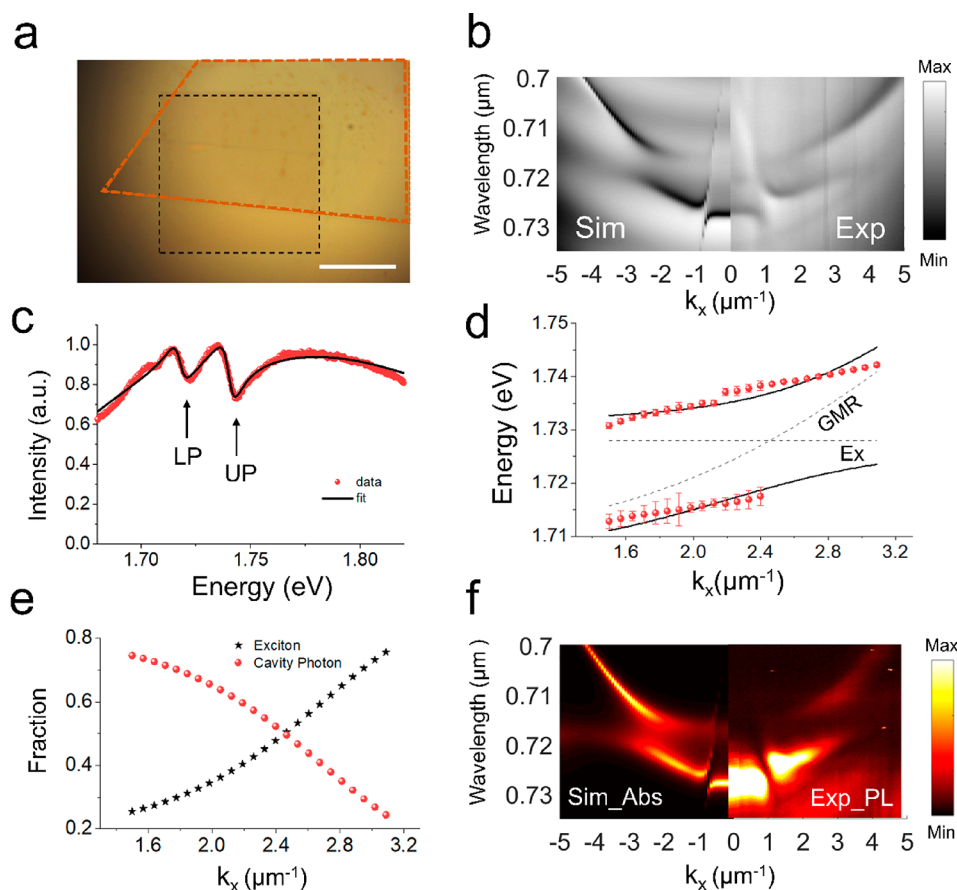 a
b
Max
Min
0.7
0.71
0.72
0.73
Wavelength (µm)
Sim
Exp
-5 -4 -3 -2 -1 0 1 2 3 4 5
kx (µm-1)
c
1.0
0.8
0.6
0.4
0.2
0.0
Intensity (a.u.)
LP
UP
data
fit
1.70 1.75 1.80
Energy (eV)
d
1.75
1.74
1.73
1.72
1.71
Energy (eV)
GMR
Ex
1.6 2.0 2.4 2.8 3.2
kx(µm-1)
e
0.8
0.6
0.4
0.2
Fraction
Exciton
Cavity Photon
1.6 2.0 2.4 2.8 3.2
kx (µm-1)
f
Max
Min
0.7
0.71
0.72
0.73
Wavelength (µm)
Sim_Abs
Exp_PL
-5 -4 -3 -2 -1 0 1 2 3 4 5
kx (µm-1)